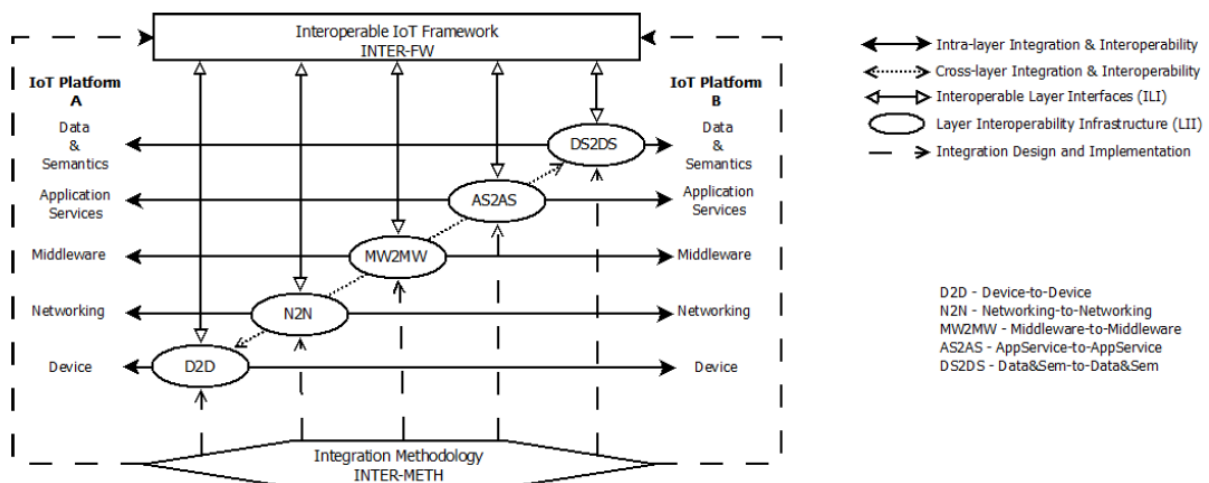 Interoperable IoT Framework
INTER-FW
IoT Platform
A
IoT Platform
B
Data
&
Semantics
DS2DS
Data
&
Semantics
Application
Services
AS2AS
Application
Services
Middleware
MW2MW
Middleware
Networking
N2N
Networking
Device
D2D
Device
Integration Methodology
INTER-METH
Intra-layer Integration & Interoperability
Cross-layer Integration & Interoperability
Interoperable Layer Interfaces (ILI)
Layer Interoperability Infrastructure (LII)
Integration Design and Implementation
D2D - Device-to-Device
N2N - Networking-to-Networking
MW2MW - Middleware-to-Middleware
AS2AS - AppService-to-AppService
DS2DS - Data&Sem-to-Data&Sem